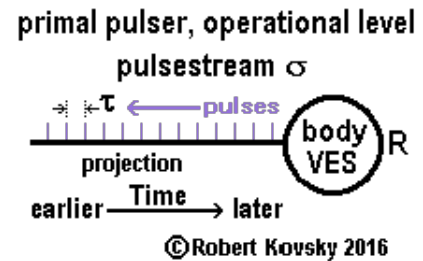 primal pulser, operational level
pulsestream σ
τ pulses
body
VES
R
projection
Time
earlier later
©Robert Kovsky 2016